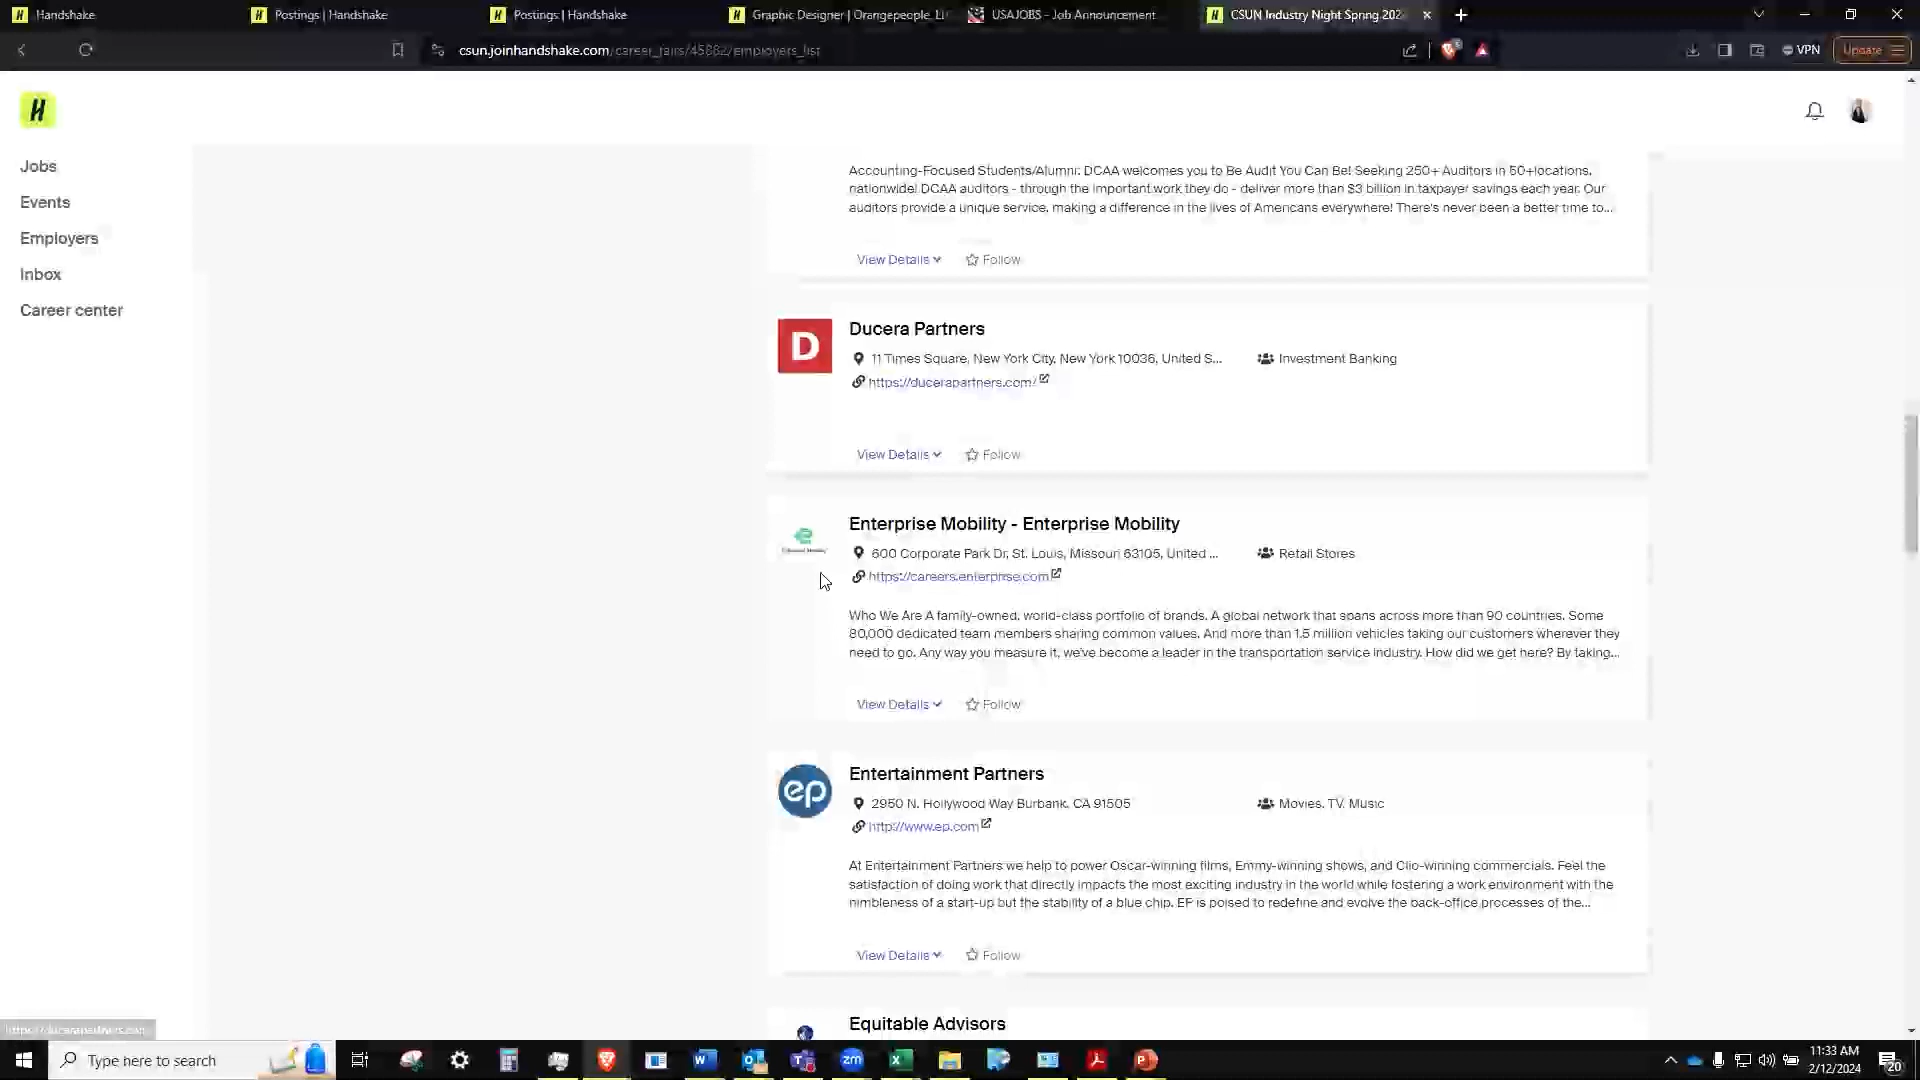 Handshake
Postings | Handshake
Postings | Handshake
Graphic Designer | Orangepeople, LL
USAJOBS - Job Announcement
CSUN Industry Night Spring 202
csun.joinhandshake.com/career_fairs/45882/employers_list
VPN
Update
H
Jobs
Events
Employers
Inbox
Career center
Accounting-Focused Students/Alumni: DCAA welcomes you to Be Audit You Can Be! Seeking 250+ Auditors in 50+locations,
nationwide! DCAA auditors - through the important work they do - deliver more than $3 billion in taxpayer savings each year. Our
auditors provide a unique service, making a difference in the lives of Americans everywhere! There's never been a better time to...
View Details
Follow
D
Ducera Partners
11 Times Square, New York City, New York 10036, United S...
Investment Banking
https://ducerapartners.com/
View Details
Follow
Enterprise Mobility - Enterprise Mobility
600 Corporate Park Dr, St. Louis, Missouri 63105, United ...
Retail Stores
https://careers.enterprise.com
Who We Are A family-owned, world-class portfolio of brands. A global network that spans across more than 90 countries. Some
80,000 dedicated team members sharing common values. And more than 1.5 million vehicles taking our customers wherever they
need to go. Any way you measure it, we've become a leader in the transportation service industry. How did we get here? By taking...
View Details
Follow
ep
Entertainment Partners
2950 N. Hollywood Way Burbank, CA 91505
Movies, TV, Music
http://www.ep.com
At Entertainment Partners we help to power Oscar-winning films, Emmy-winning shows, and Clio-winning commercials. Feel the
satisfaction of doing work that directly impacts the most exciting industry in the world while fostering a work environment with the
nimbleness of a start-up but the stability of a blue chip. EP is poised to redefine and evolve the back-office processes of the...
View Details
Follow
Equitable Advisors
https://ducerapartners.com
Type here to search
11:33 AM
2/12/2024
20